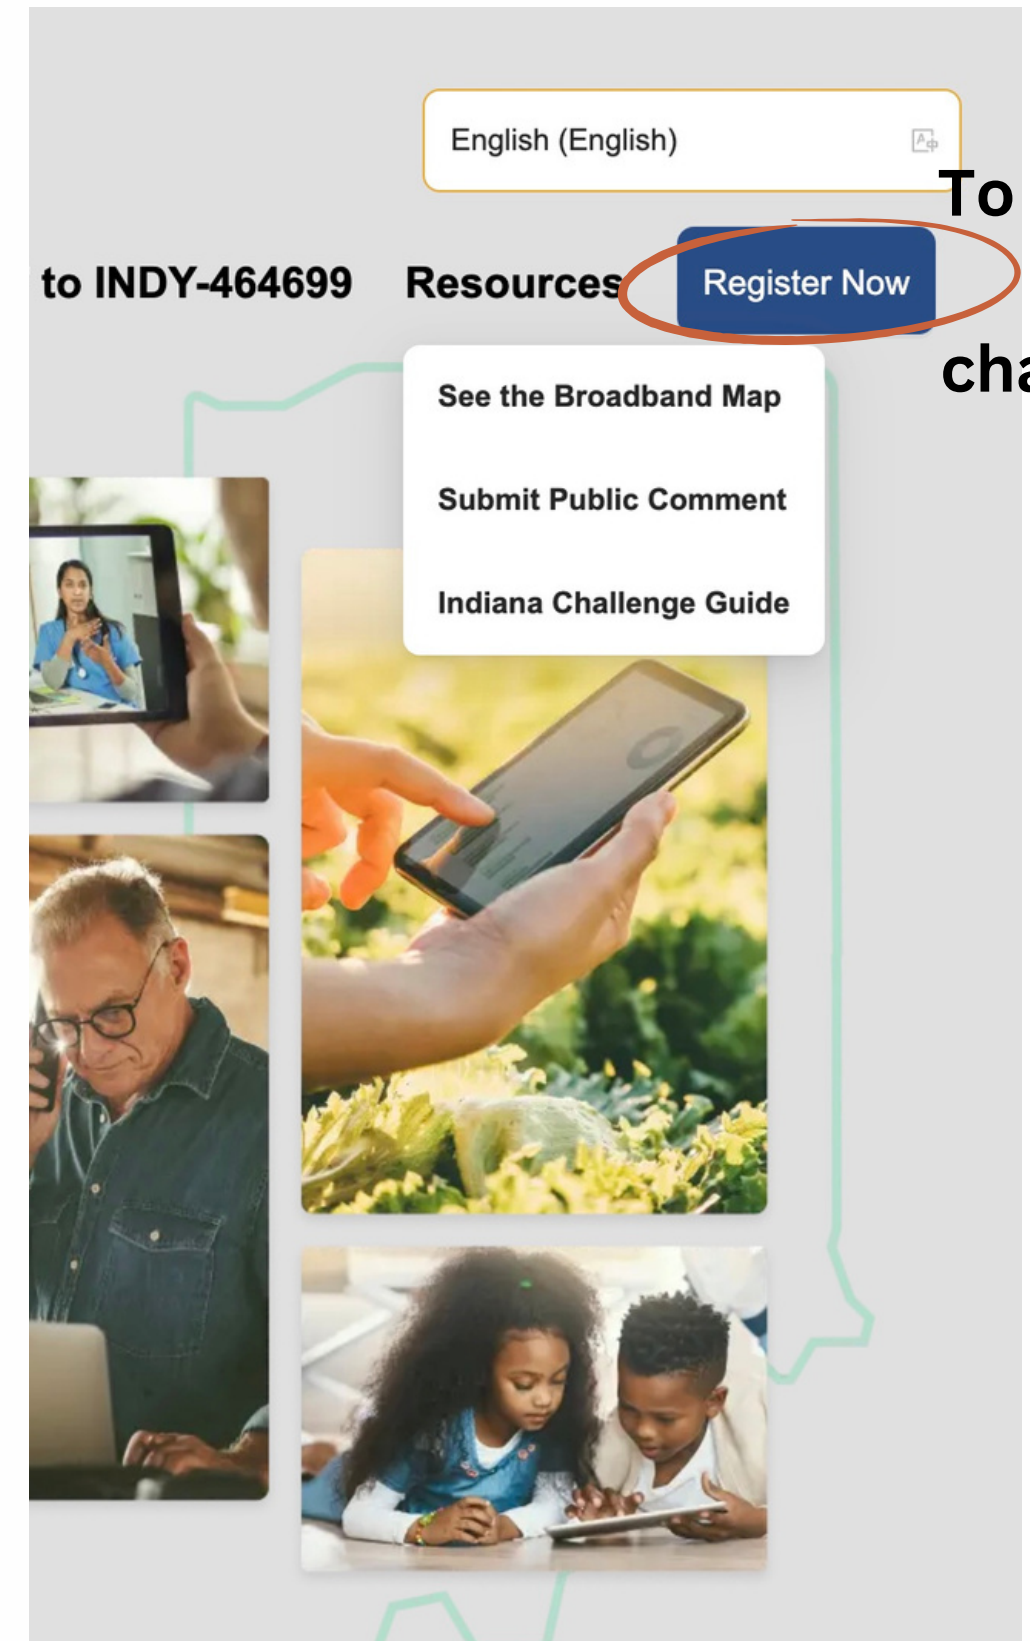 English (English)
To
to INDY-464699 Resources Register Now
cha
See the Broadband Map
Submit Public Comment
Indiana Challenge Guide